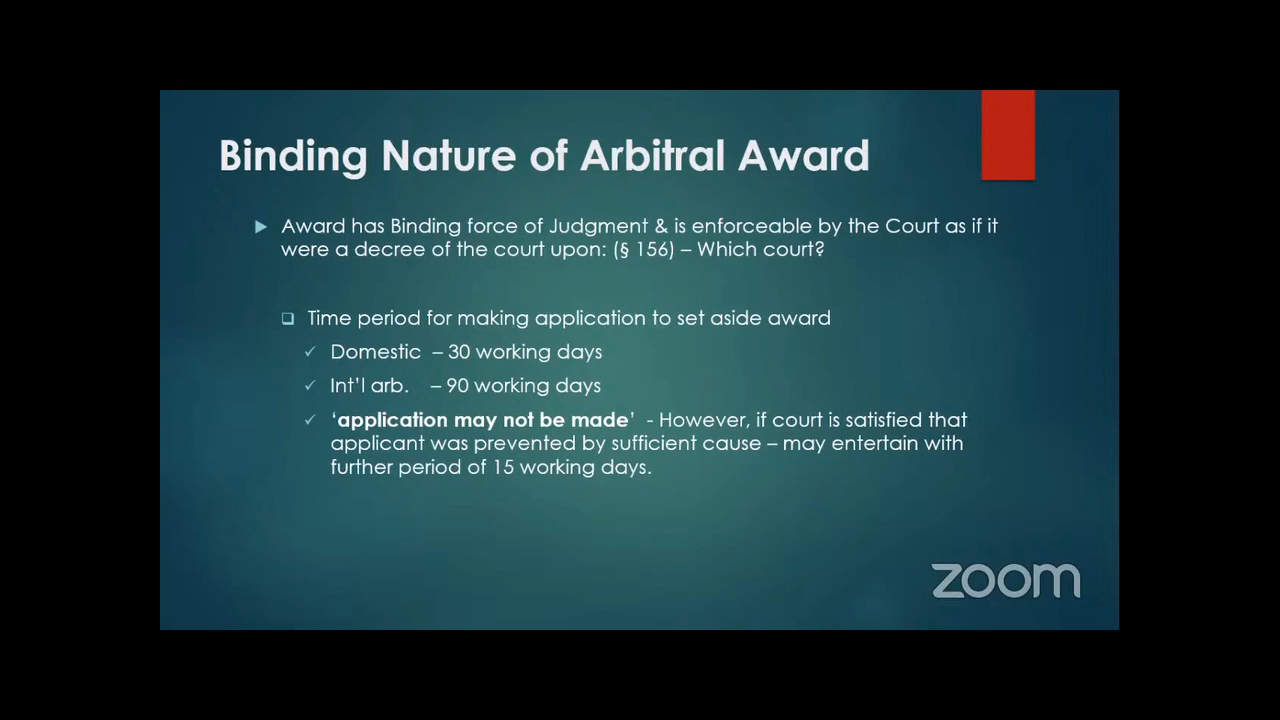 Binding Nature of Arbitral Award
Award has Binding force of Judgment & is enforceable by the Court as if it
were a decree of the court upon: (§ 156) – Which court?
Time period for making application to set aside award
Domestic – 30 working days
Int'l arb. – 90 working days
‘application may not be made’ - However, if court is satisfied that
applicant was prevented by sufficient cause – may entertain with
further period of 15 working days.
zoom